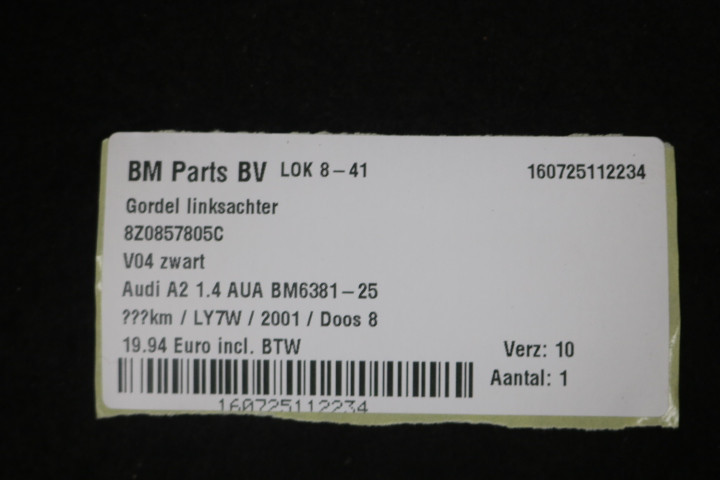 BM Parts BV LOK 8-41 160725112234
Gordel linksachter
8Z0857805C
V04 zwart
Audi A2 1.4 AUA BM6381-25
???km / LY7W / 2001 / Doos 8
19.94 Euro incl. BTW Verz: 10
Aantal: 1
160725112234